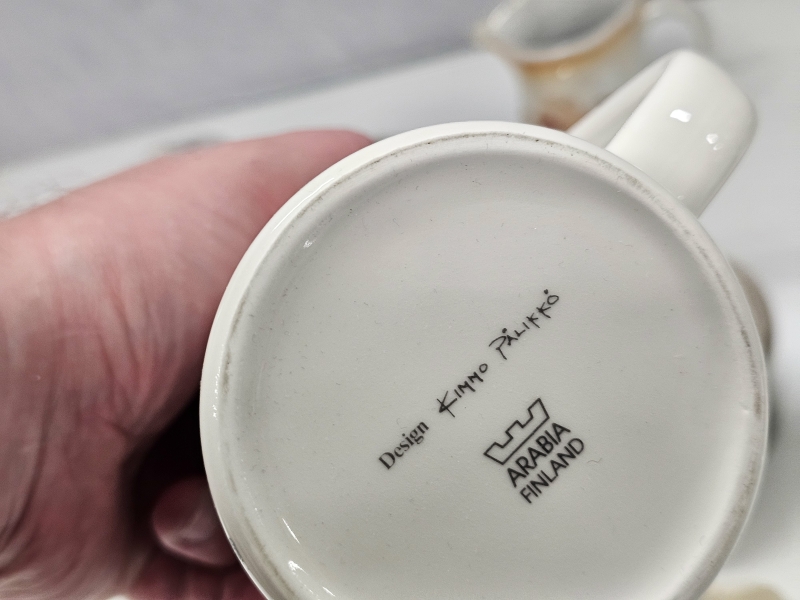 Design KIMMO PÄLIKKÖ
ARABIA
FINLAND